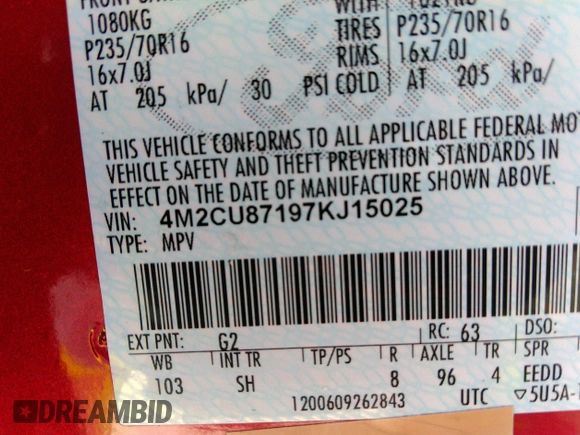 1080KG
P235/70R16
16x7.0J
AT 205 kPa/ 30 PSI COLD
TIRES P235/70R16
RIMS 16x7.0J
AT 205 kPa/
THIS VEHICLE CONFORMS TO ALL APPLICABLE FEDERAL MO
VEHICLE SAFETY AND THEFT PREVENTION STANDARDS IN
EFFECT ON THE DATE OF MANUFACTURE SHOWN ABOVE.
VIN: 4M2CU87197KJ15025
TYPE: MPV
EXT PNT: G2 RC: 63 DSO:
WB INT TR TP/PS R AXLE TR SPR
103 SH 8 96 4 EEDD
1200609262843 UTC ▽5U5A-
DREAMBID